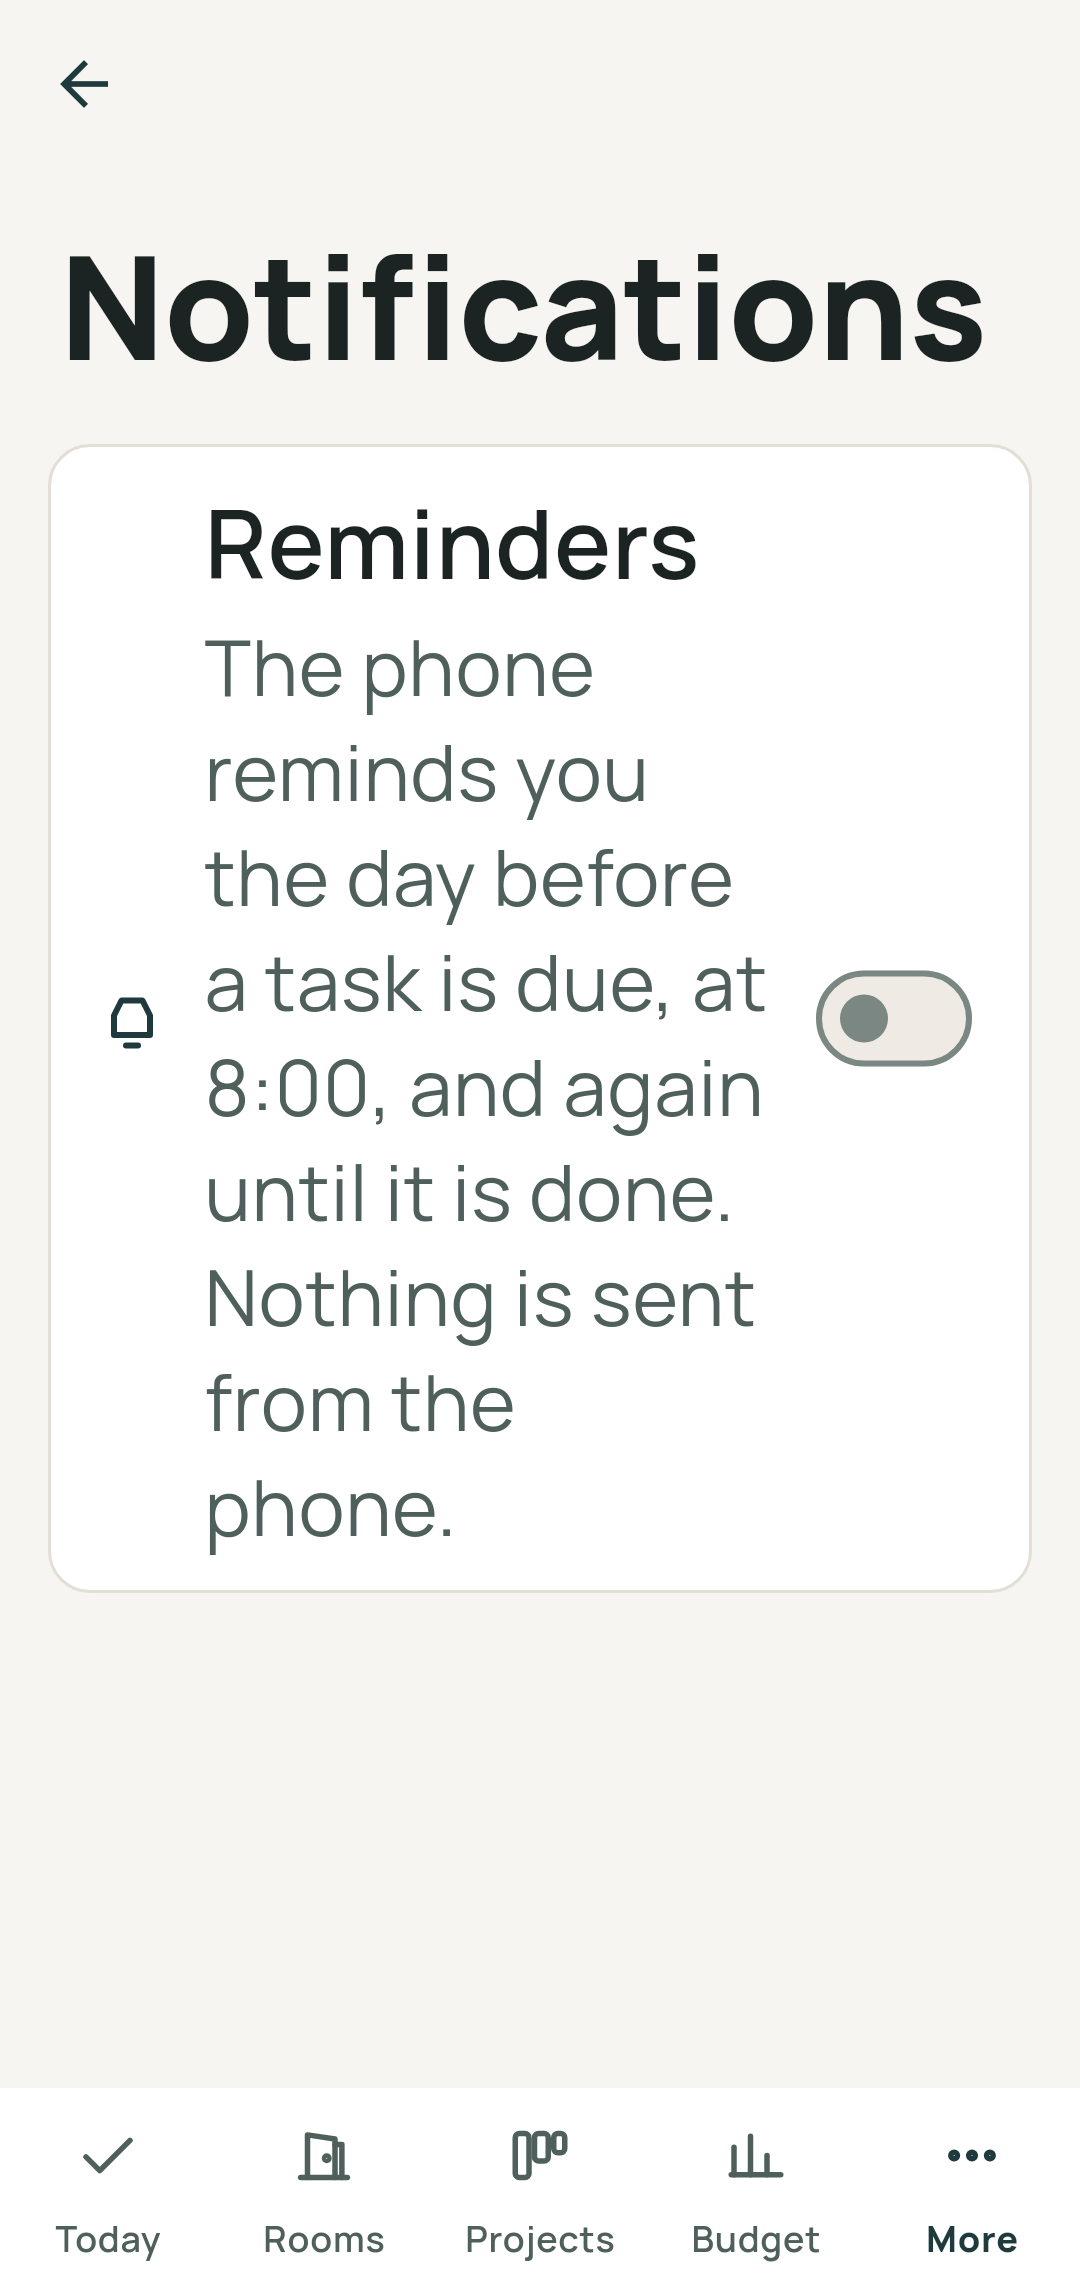 Notifications
Reminders
The phone
reminds you
the day before
a task is due, at
8:00, and again
until it is done.
Nothing is sent
from the
phone.
Today
Rooms
Projects
Budget
More